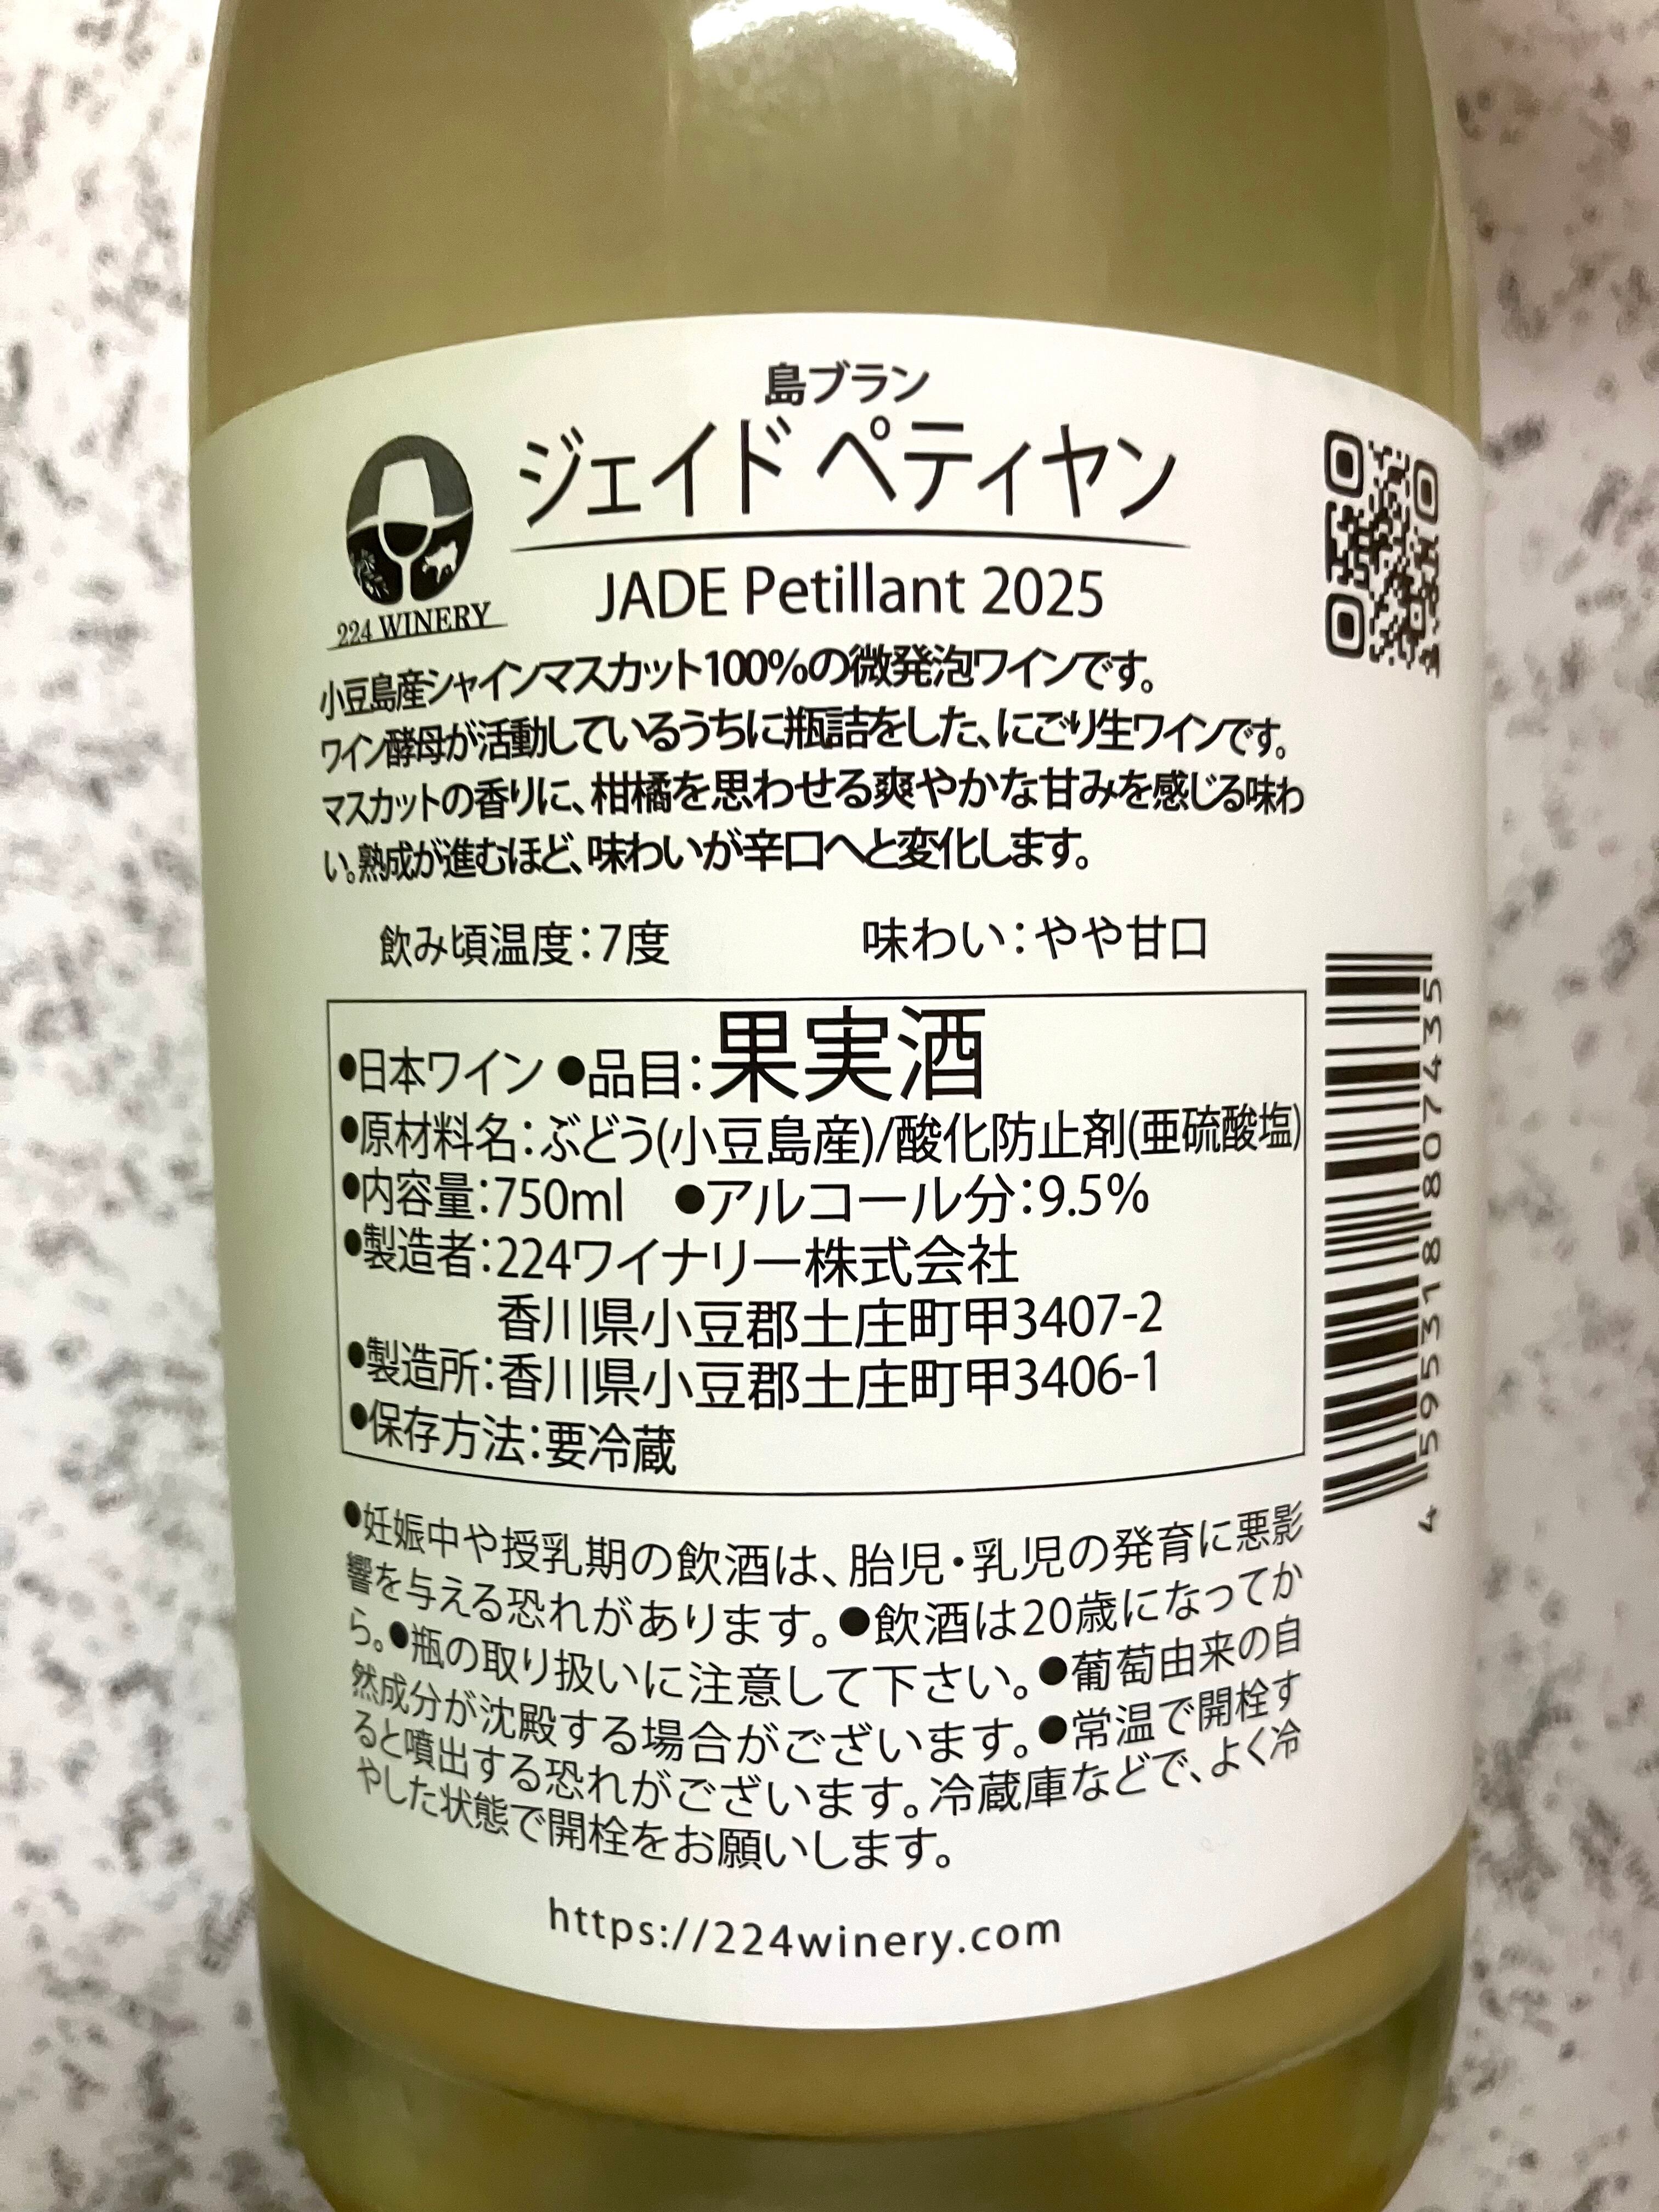 島ブラン
ジェイド ペティヤン
JADE Petillant 2025
224 WINERY
小豆島産シャインマスカット100%の微発泡ワインです。
ワイン酵母が活動しているうちに瓶詰をした、にごり生ワインです。
マスカットの香りに、柑橘を思わせる爽やかな甘みを感じる味わ
い。熟成が進むほど、味わいが辛口へと変化します。
飲み頃温度:7度 味わい:やや甘口
●日本ワイン ●品目:果実酒
●原材料名:ぶどう(小豆島産)/酸化防止剤(亜硫酸塩)
●内容量:750ml ●アルコール分:9.5%
●製造者:224ワイナリー株式会社
香川県小豆郡土庄町甲3407-2
●製造所:香川県小豆郡土庄町甲3406-1
●保存方法:要冷蔵
●妊娠中や授乳期の飲酒は、胎児・乳児の発育に悪影
響を与える恐れがあります。●飲酒は20歳になってか
ら。●瓶の取り扱いに注意して下さい。●葡萄由来の自
然成分が沈殿する場合がございます。●常温で開栓す
ると噴出する恐れがございます。冷蔵庫などで、よく冷
やした状態で開栓をお願いします。
https://224winery.com
4 595318 807435